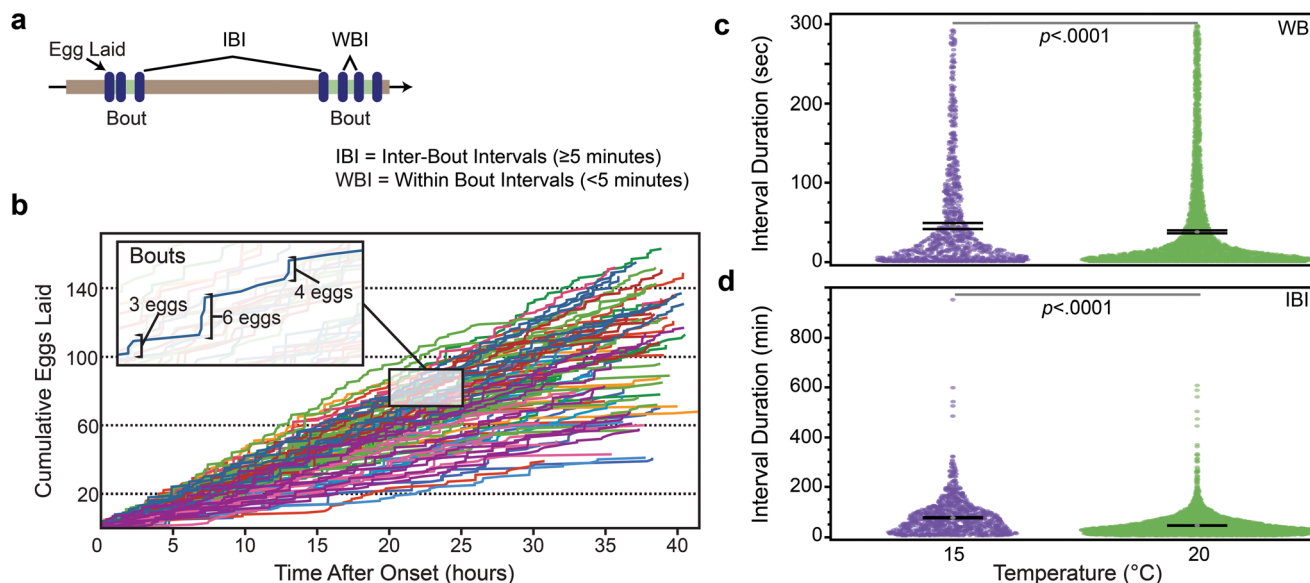 a
Egg Laid
IBI
WBI
Bout
Bout
IBI = Inter-Bout Intervals (≥5 minutes)
WBI = Within Bout Intervals (<5 minutes)
b
Bouts
3 eggs
6 eggs
4 eggs
Cumulative Eggs Laid
140
100
60
20
0 5 10 15 20 25 30 35 40
Time After Onset (hours)
c
WB
p<.0001
Interval Duration (sec)
300
200
100
0
d
IBI
p<.0001
Interval Duration (min)
800
600
400
200
0
15 20
Temperature (°C)